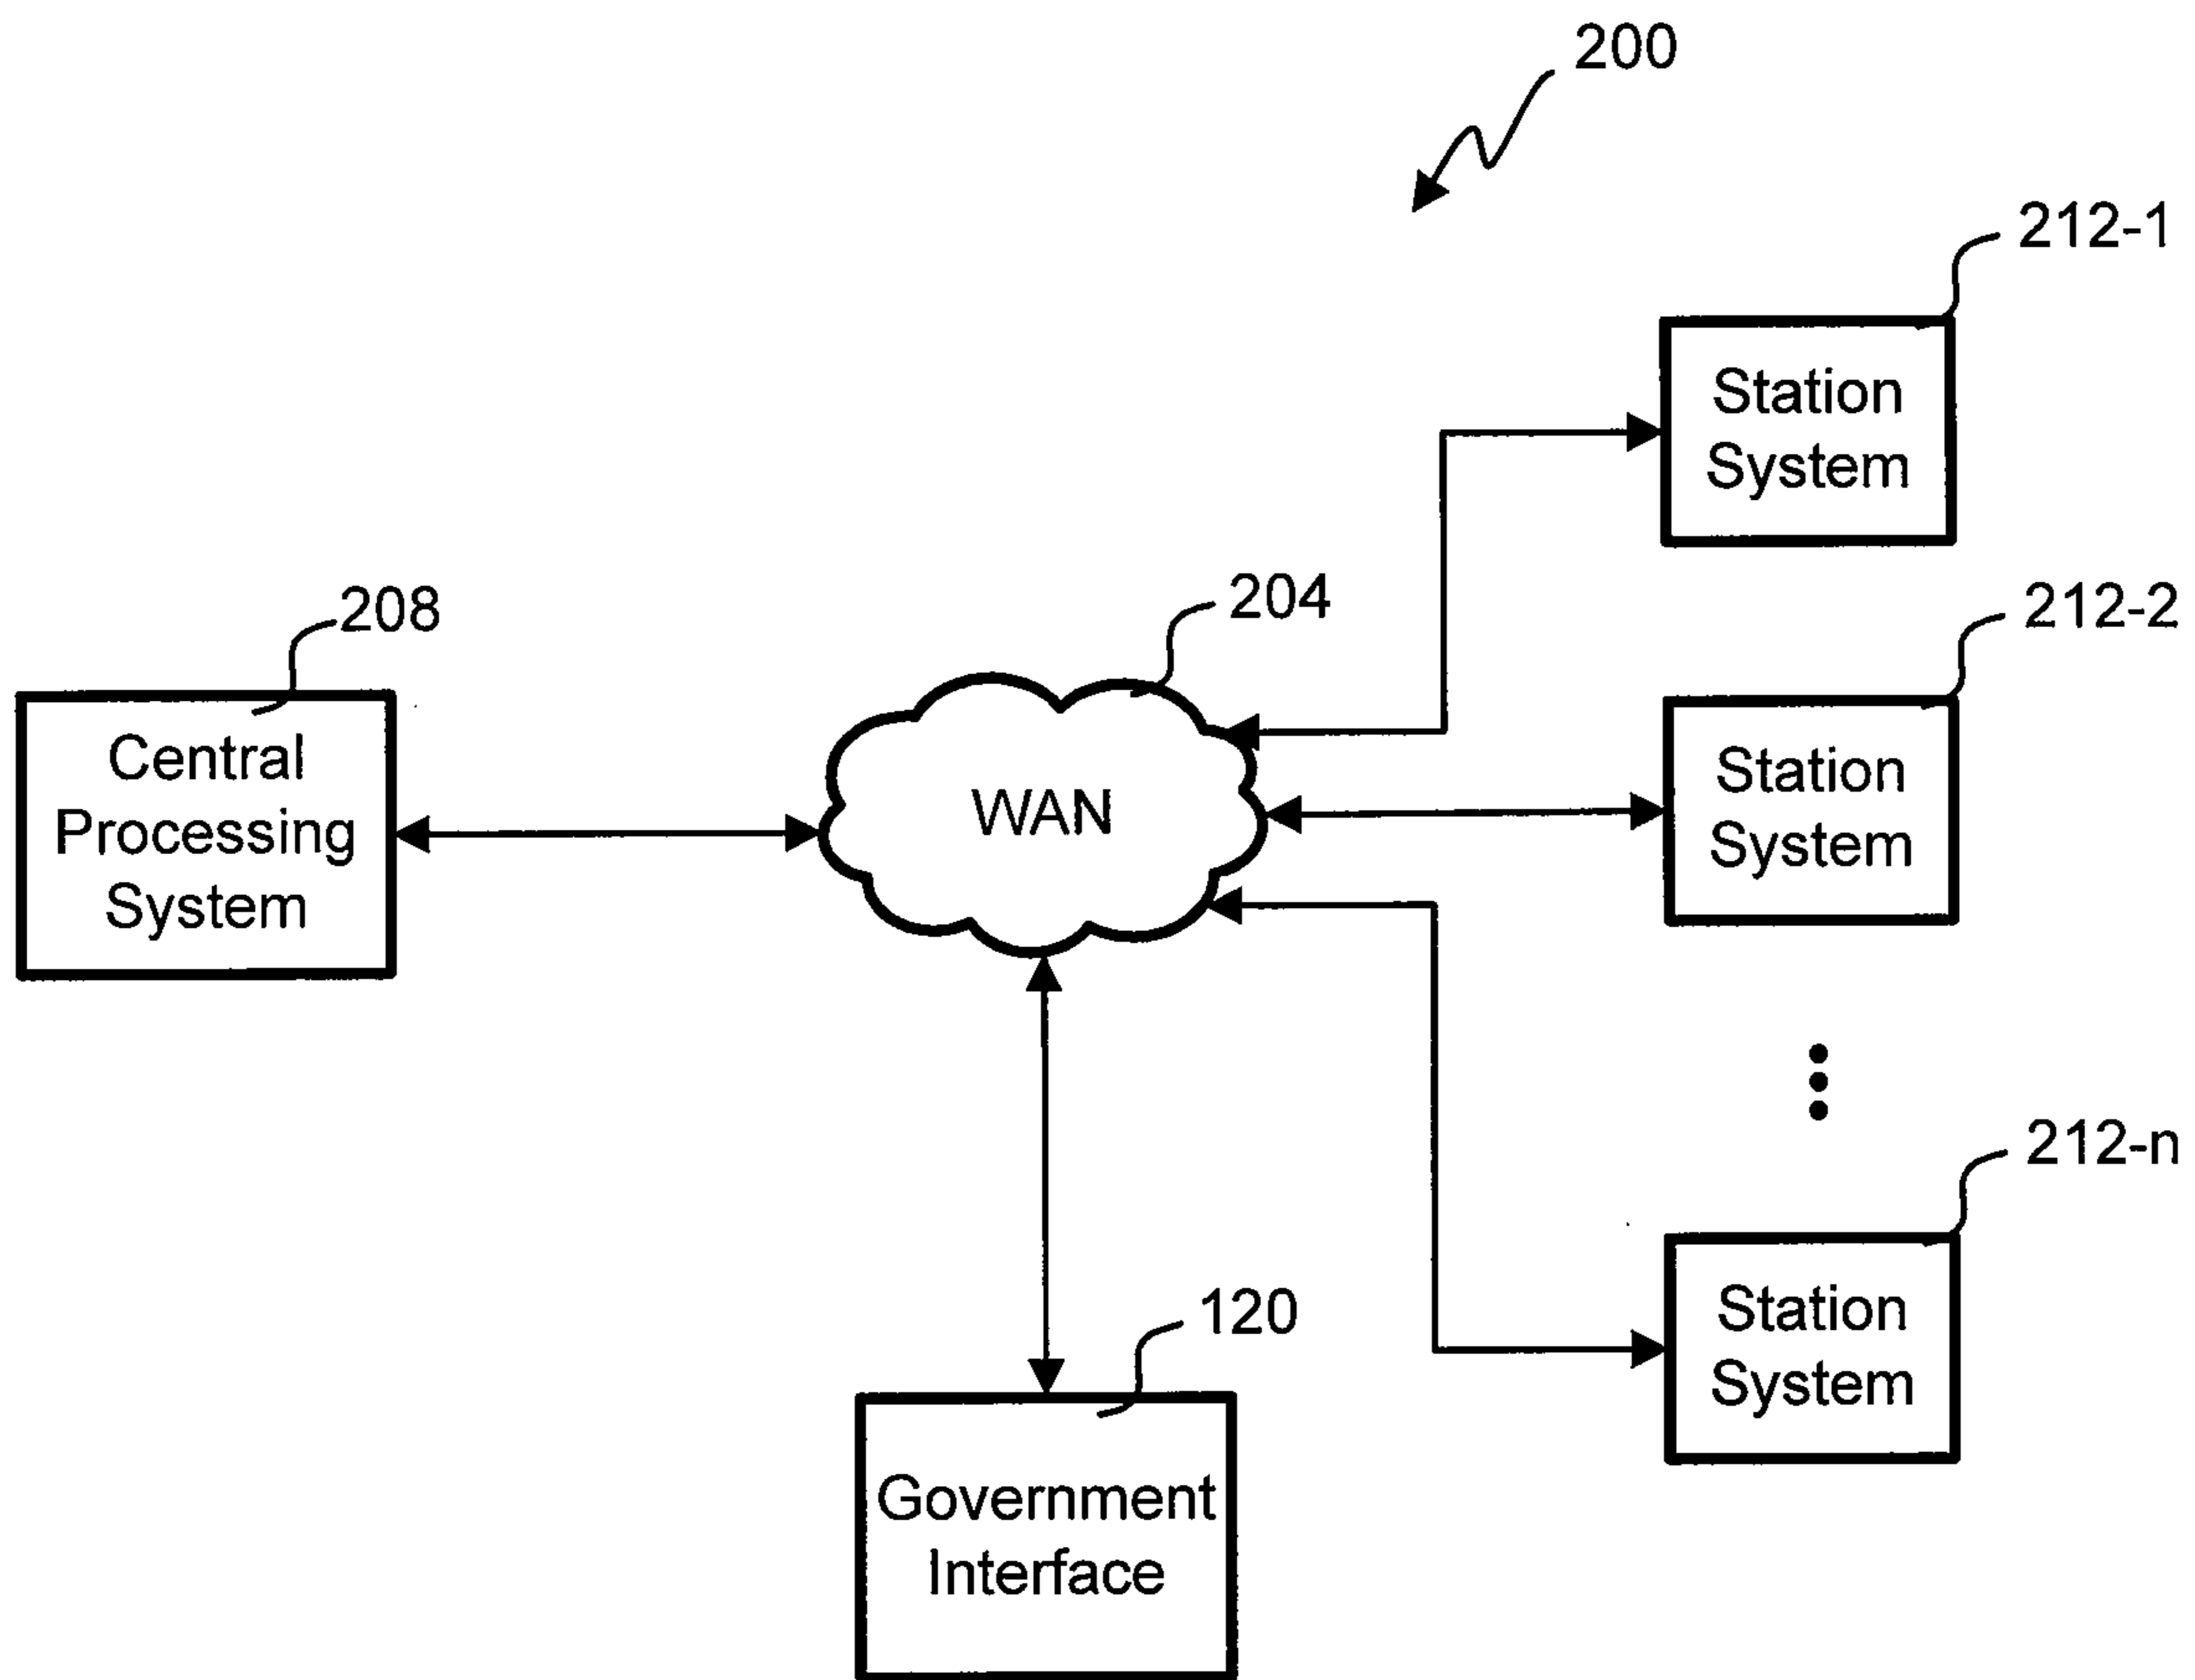 200
212-1
Station
System
204
212-2
208
Central
Processing
System
WAN
Station
System
212-n
120
Station
System
Government
Interface